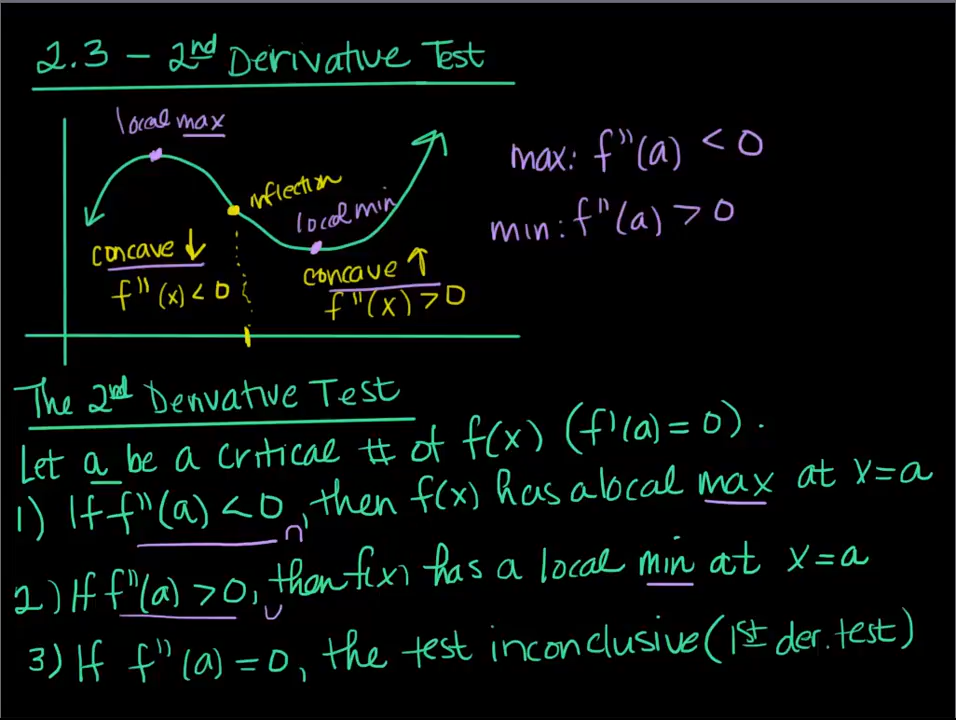 2.3 – 2nd Derivative Test
local max
inflection
local min
concave ↓
f''(x) < 0
concave ↑
f''(x) > 0
max: f''(a) < 0
min: f''(a) > 0
The 2nd Derivative Test
Let a be a critical # of f(x) (f'(a) = 0).
1) If f''(a) < 0, then f(x) has a local max at x = a
2) If f''(a) > 0, then f(x) has a local min at x = a
3) If f''(a) = 0, the test inconclusive (1st der. test)